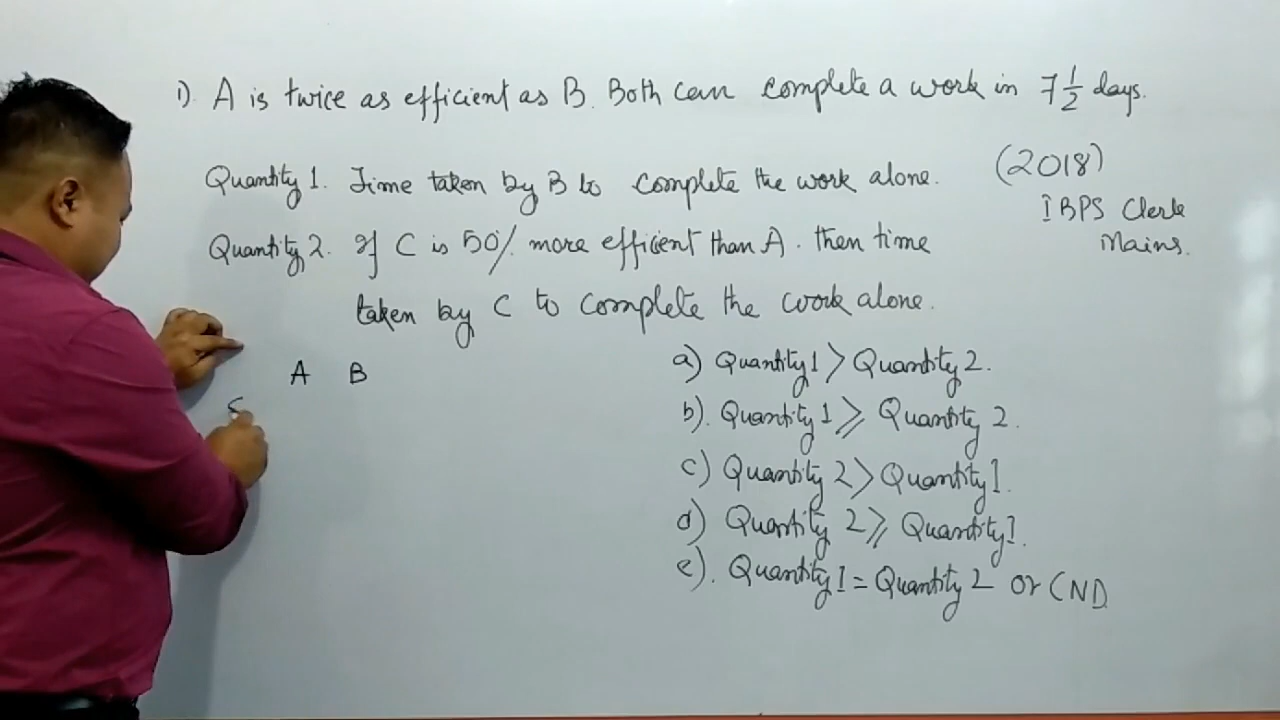 1) A is twice as efficient as B. Both can complete a work in 7 1/2 days.
(2018)
IBPS Clerk
Mains.
Quantity 1. Time taken by B to complete the work alone.
Quantity 2. If C is 50% more efficient than A. then time
taken by C to complete the work alone.
A B
a) Quantity 1 > Quantity 2.
b). Quantity 1 ⩾ Quantity 2.
c) Quantity 2 > Quantity 1.
d) Quantity 2 ⩾ Quantity 1.
e). Quantity 1 = Quantity 2 or CND